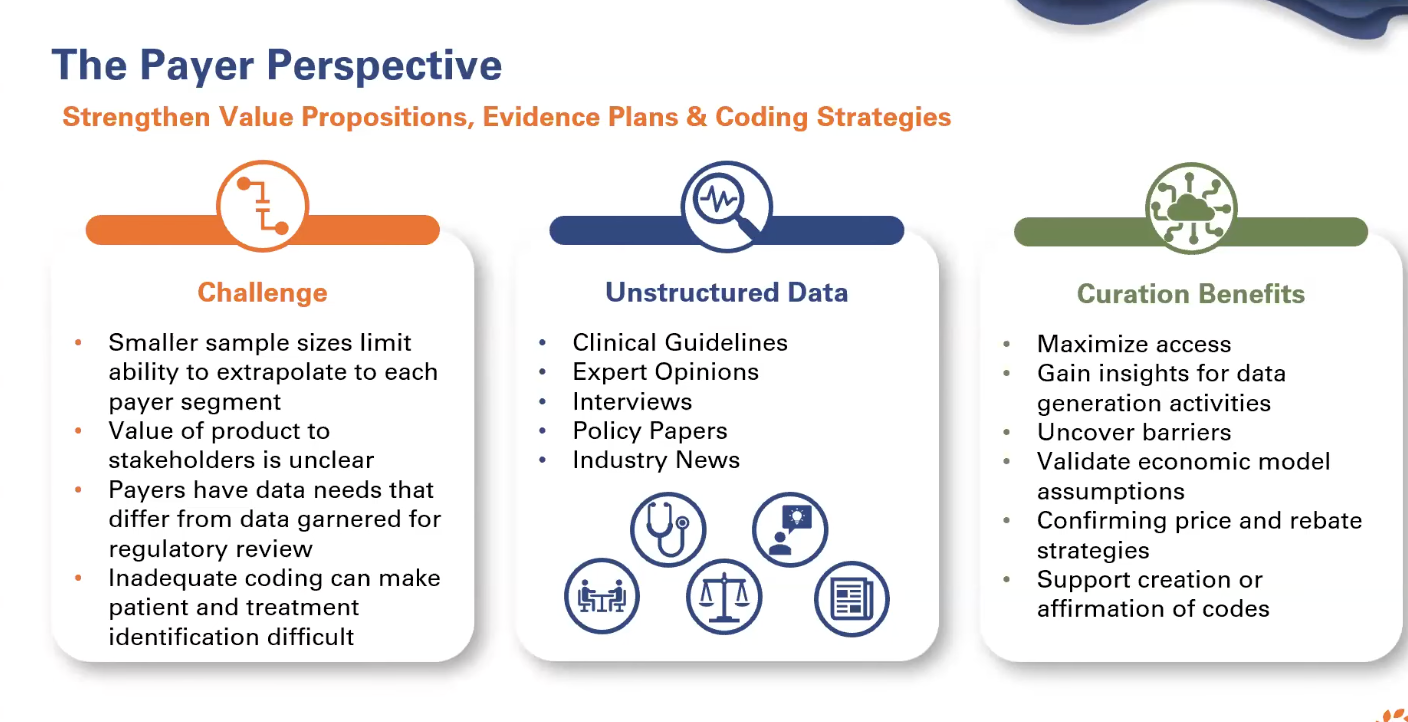 The Payer Perspective
Strengthen Value Propositions, Evidence Plans & Coding Strategies
Challenge
• Smaller sample sizes limit
ability to extrapolate to each
payer segment
• Value of product to
stakeholders is unclear
• Payers have data needs that
differ from data garnered for
regulatory review
• Inadequate coding can make
patient and treatment
identification difficult
Unstructured Data
• Clinical Guidelines
• Expert Opinions
• Interviews
• Policy Papers
• Industry News
Curation Benefits
• Maximize access
• Gain insights for data
generation activities
• Uncover barriers
• Validate economic model
assumptions
• Confirming price and rebate
strategies
• Support creation or
affirmation of codes